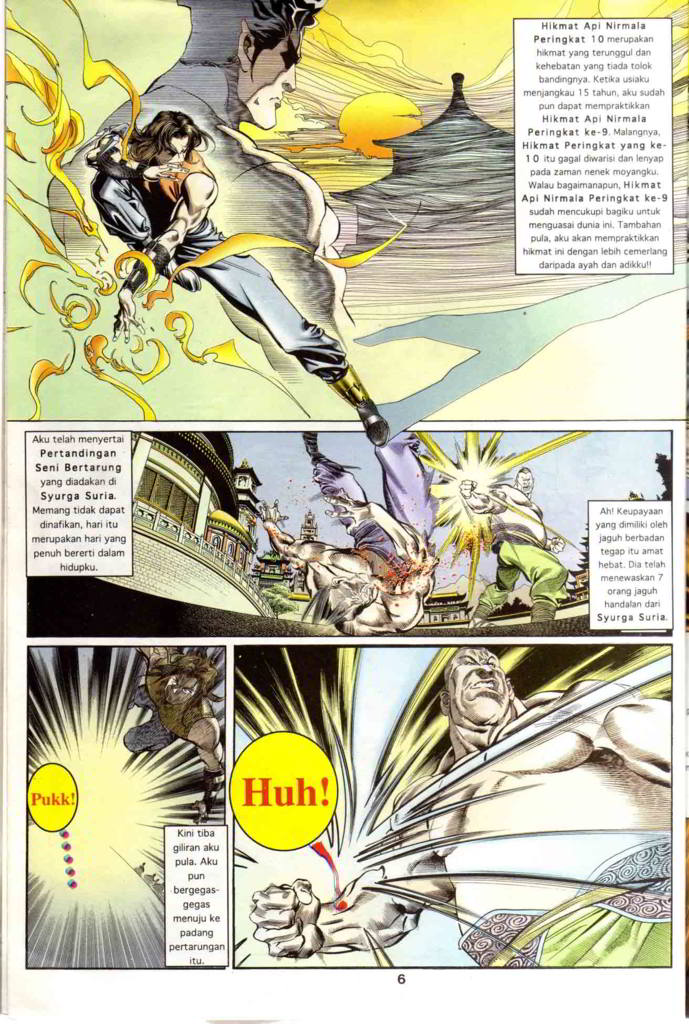 Hikmat Api Nirmala
Peringkat 10 merupakan
hikmat yang terunggul dan
kehebatan yang tiada tolok
bandingnya. Ketika usiaku
menjangkau 15 tahun, aku sudah
pun dapat mempraktikkan
Hikmat Api Nirmala
Peringkat ke-9. Malangnya,
Hikmat Peringkat yang ke-
10 itu gagal diwarisi dan lenyap
pada zaman nenek moyangku.
Walau bagaimanapun, Hikmat
Api Nirmala Peringkat ke-9
sudah mencukupi bagiku untuk
menguasai dunia ini. Tambahan
pula, aku akan mempraktikkan
hikmat ini dengan lebih cemerlang
daripada ayah dan adikku!!
Aku telah menyertai
Pertandingan
Seni Bertarung
yang diadakan di
Syurga Suria.
Memang tidak dapat
dinafikan, hari itu
merupakan hari yang
penuh bererti dalam
hidupku.
Ah! Keupayaan
yang dimiliki oleh
jaguh berbadan
tegap itu amat
hebat. Dia telah
menewaskan 7
orang jaguh
handalan dari
Syurga Suria.
Pukk!
Kini tiba
giliran aku
pula. Aku
pun
bergegas-
gegas
menuju ke
padang
pertarungan
itu.
Huh!
6